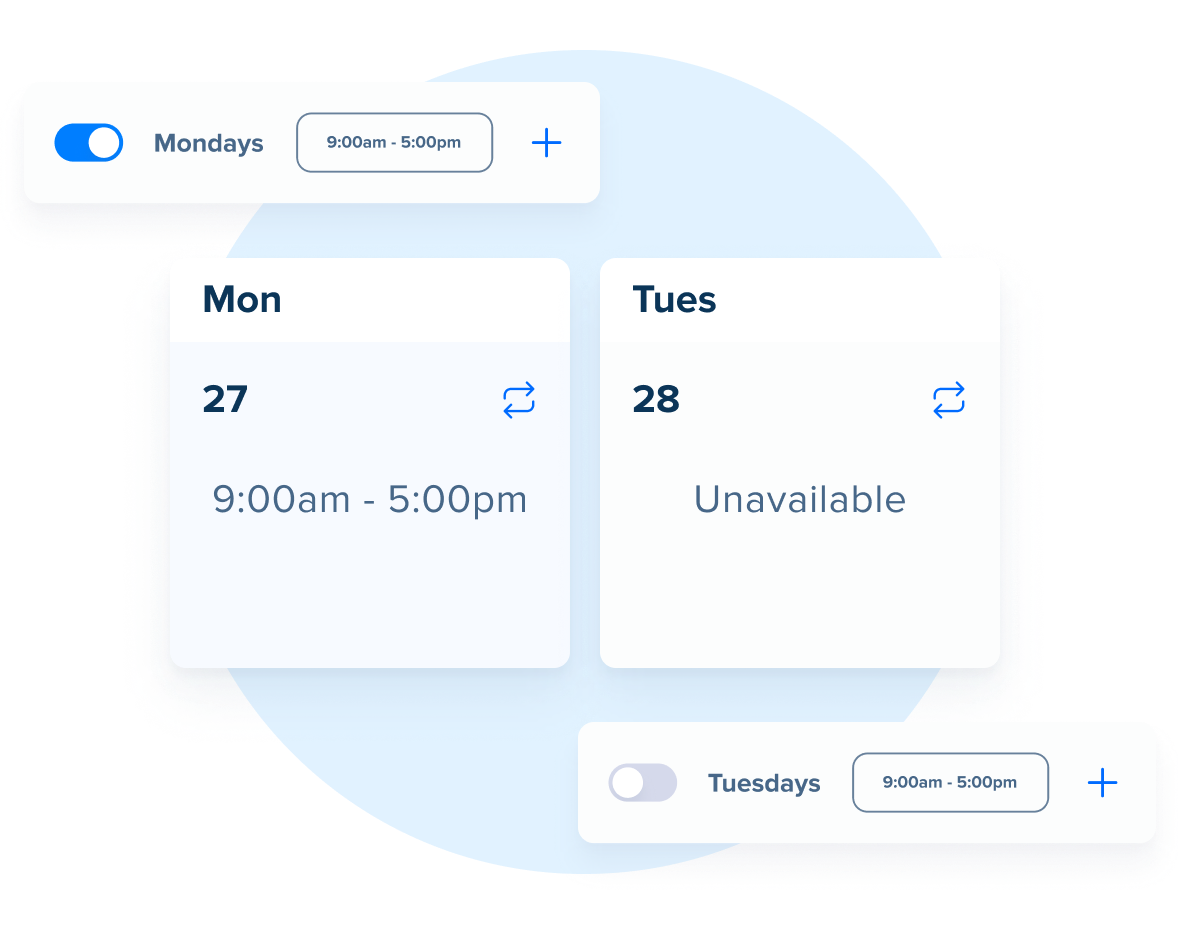 Mondays 9:00am - 5:00pm
Mon
27
9:00am - 5:00pm
Tues
28
Unavailable
Tuesdays 9:00am - 5:00pm